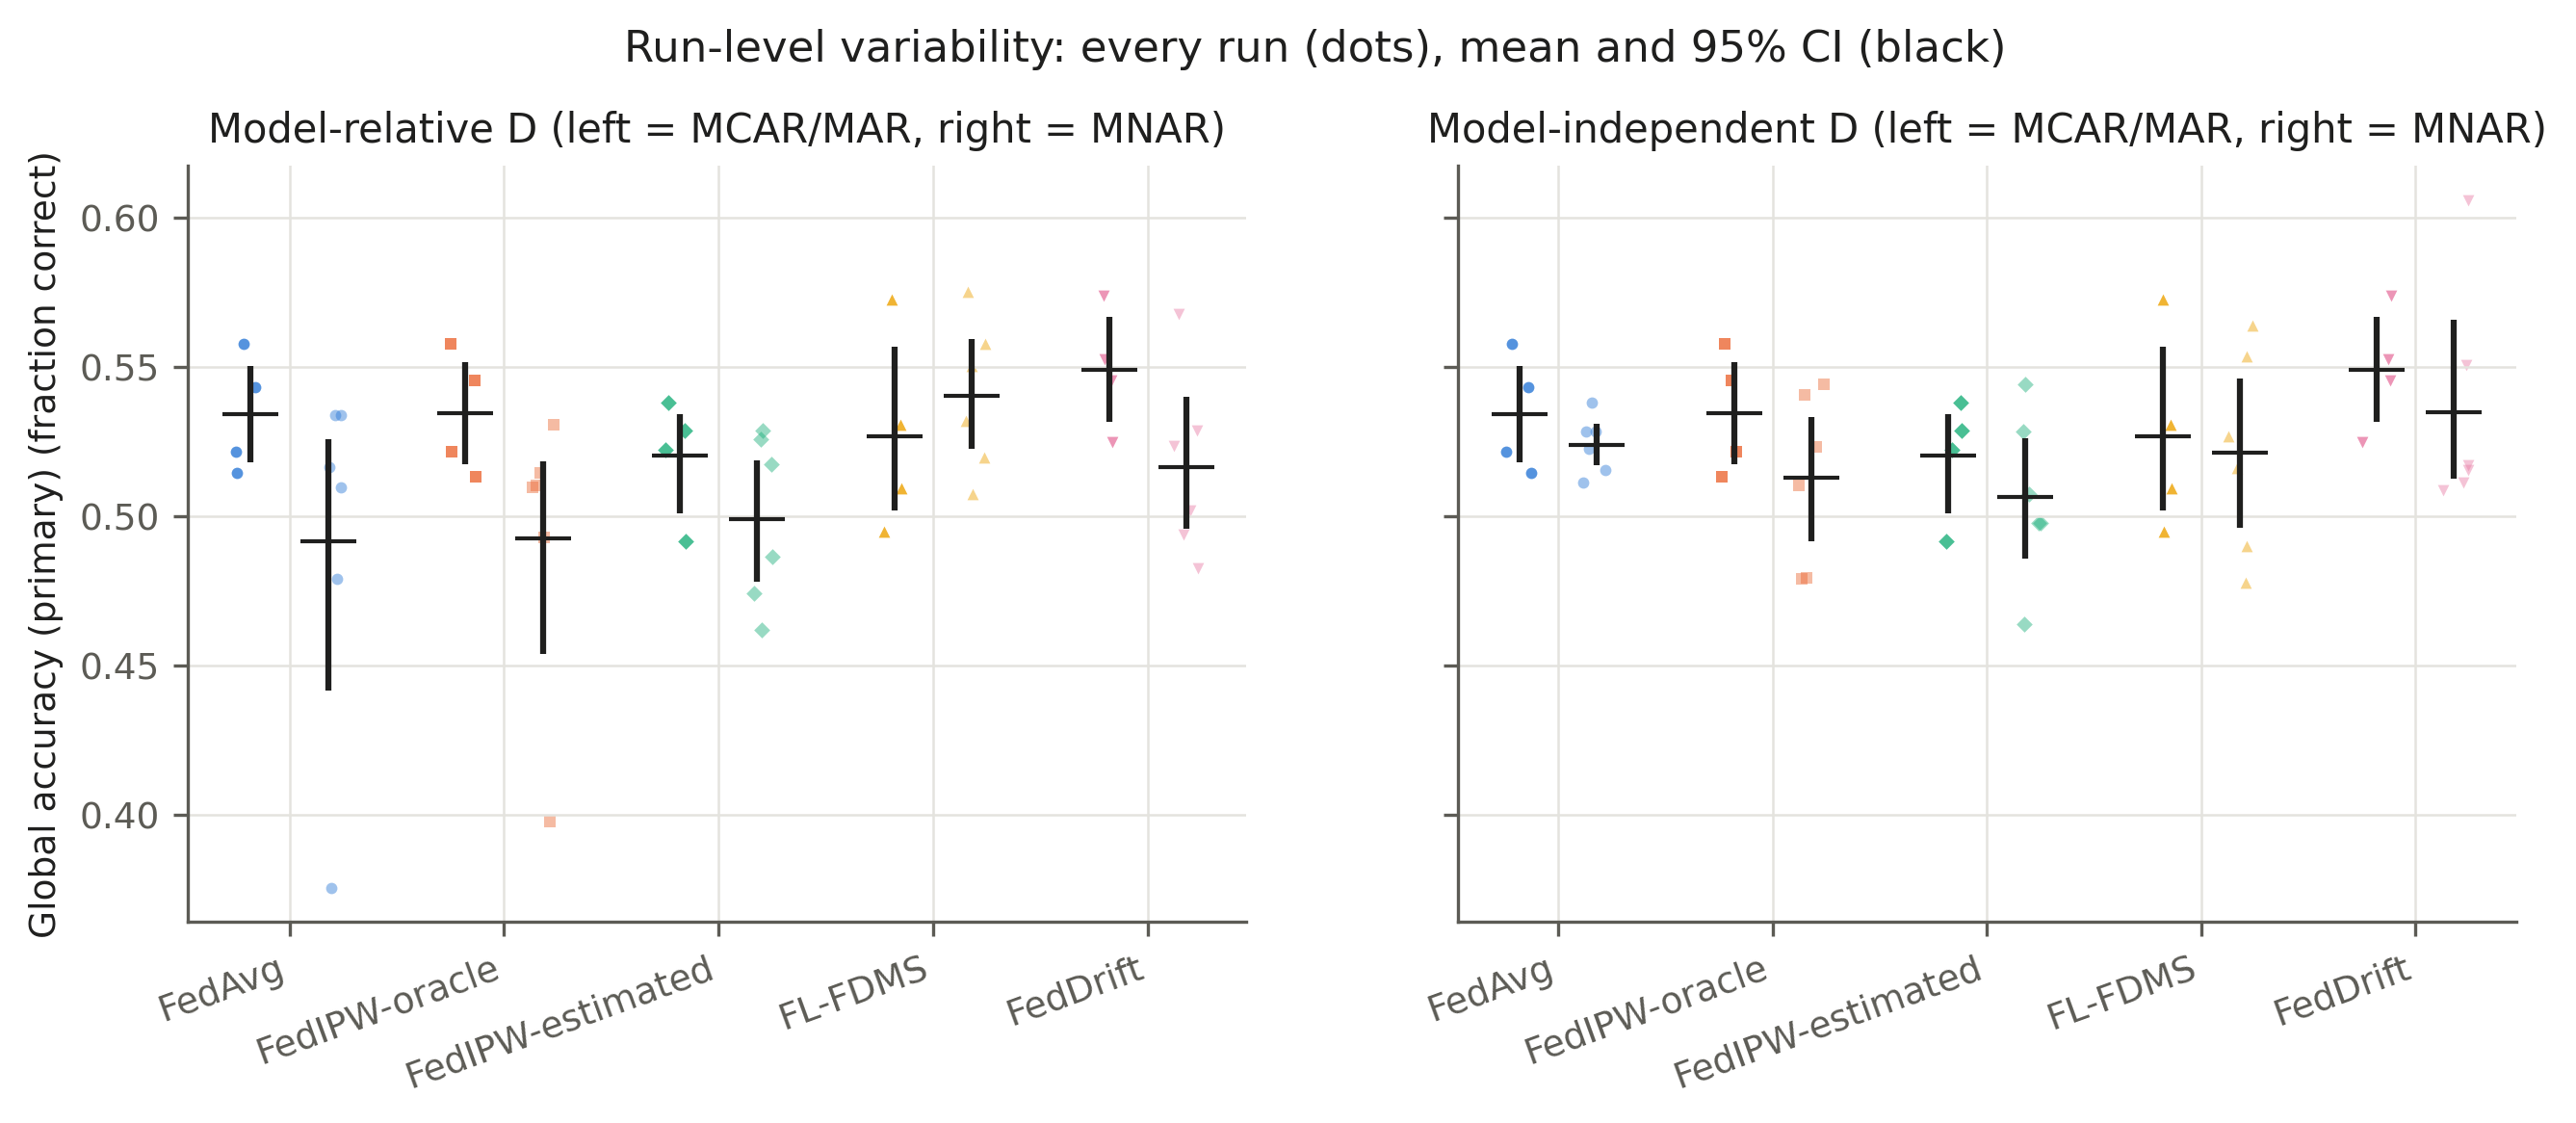 Run-level variability: every run (dots), mean and 95% CI (black)
Model-relative D (left = MCAR/MAR, right = MNAR)
Model-independent D (left = MCAR/MAR, right = MNAR)
Global accuracy (primary) (fraction correct)
0.60
0.55
0.50
0.45
0.40
FedAvg
FedIPW-oracle
FedIPW-estimated
FL-FDMS
FedDrift
FedAvg
FedIPW-oracle
FedIPW-estimated
FL-FDMS
FedDrift